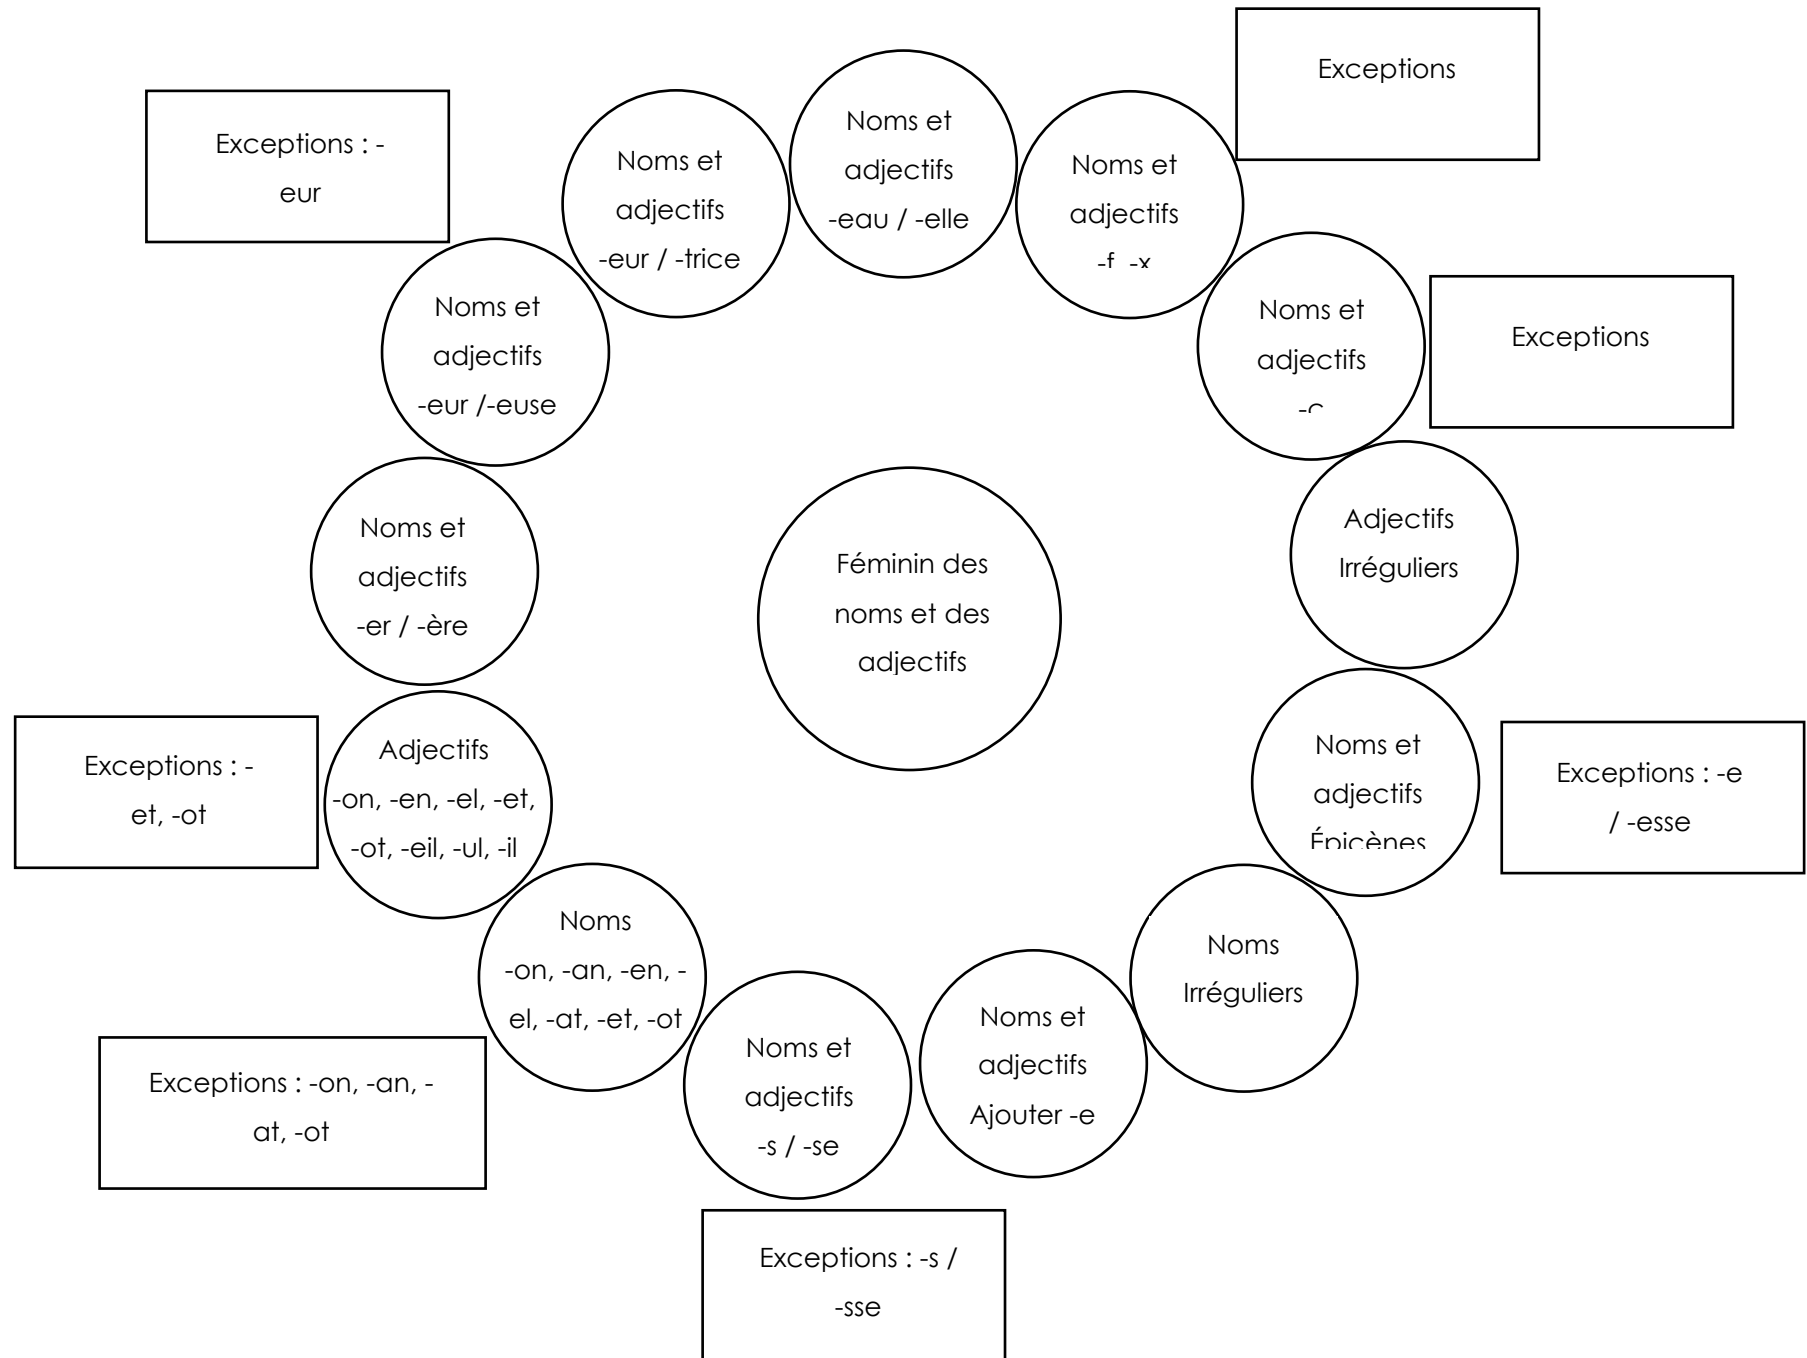 Exceptions
Exceptions : -
eur
Noms et
adjectifs
-eau / -elle
Noms et
adjectifs
-eur / -trice
Noms et
adjectifs
-f -x
Noms et
adjectifs
-eur /-euse
Noms et
adjectifs
-c
Exceptions
Noms et
adjectifs
-er / -ère
Féminin des
noms et des
adjectifs
Adjectifs
Irréguliers
Exceptions : -
et, -ot
Adjectifs
-on, -en, -el, -et,
-ot, -eil, -ul, -il
Noms et
adjectifs
Épicènes
Exceptions : -e
/ -esse
Noms
-on, -an, -en, -
el, -at, -et, -ot
Noms
Irréguliers
Exceptions : -on, -an, -
at, -ot
Noms et
adjectifs
-s / -se
Noms et
adjectifs
Ajouter -e
Exceptions : -s /
-sse